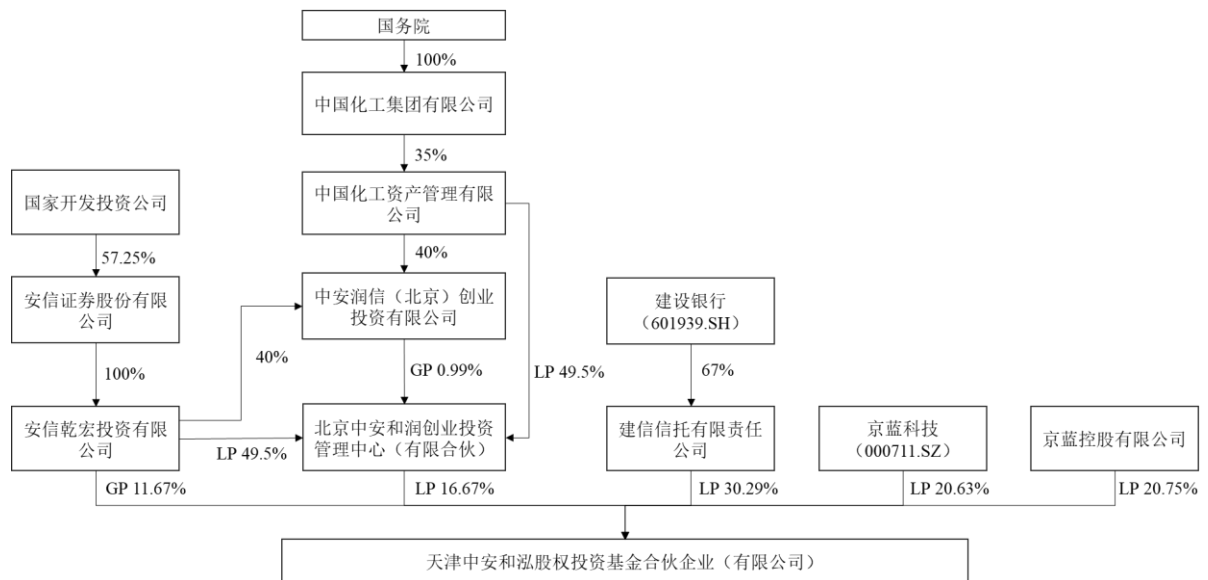 国务院
100%
中国化工集团有限公司
35%
国家开发投资公司
中国化工资产管理有限
公司
57.25%
40%
安信证券股份有限
公司
中安润信（北京）创业
投资有限公司
建设银行
（601939.SH）
100%
40%
GP 0.99%
LP 49.5%
67%
安信乾宏投资有限
公司
LP 49.5%
北京中安和润创业投资
管理中心（有限合伙）
建信信托有限责任
公司
京蓝科技
（000711.SZ）
京蓝控股有限公司
GP 11.67%
LP 16.67%
LP 30.29%
LP 20.63%
LP 20.75%
天津中安和泓股权投资基金合伙企业（有限公司）